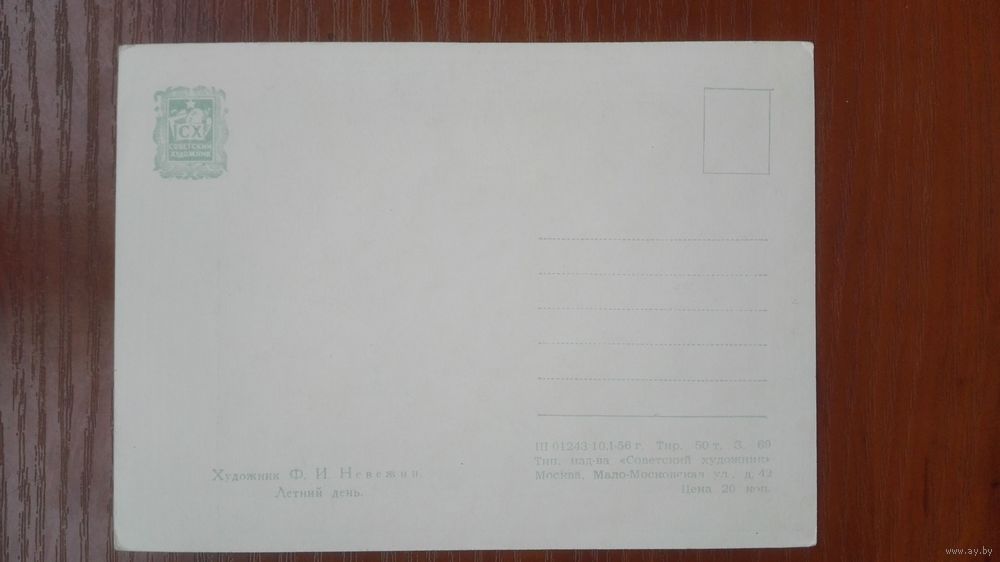 СХ
СОВЕТСКИЙ
ХУДОЖНИК
Художник Ф. И. Невежин.
Летний день.
Ш 01243 10.1-56 г. Тир. 50 т. З. 69
Тип. изд-ва «Советский художник»
Москва, Мало-Московская ул., д. 42
Цена 20 коп.
www.ay.by